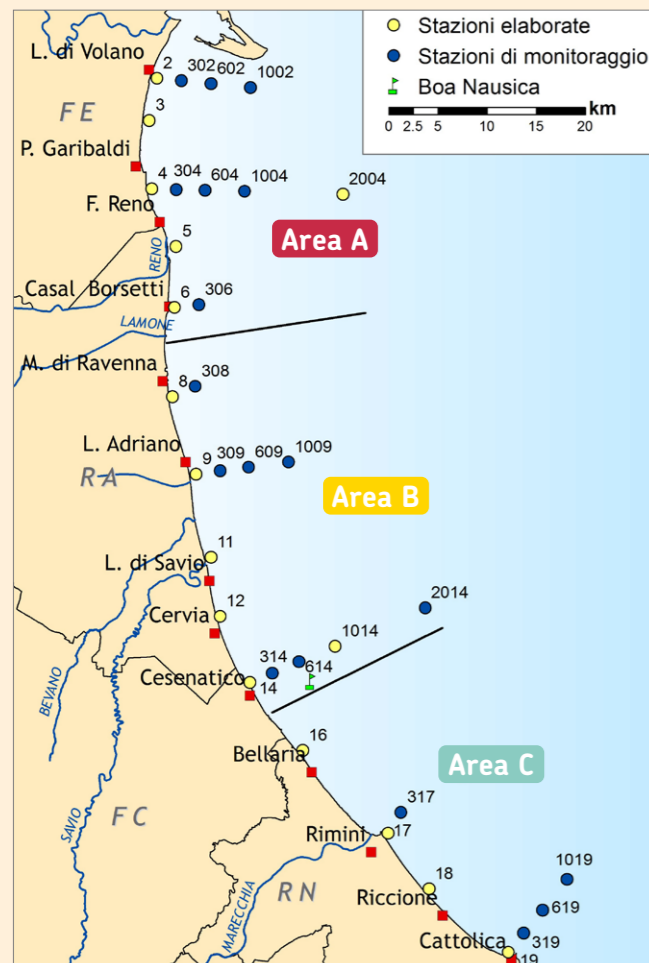 Stazioni elaborate
Stazioni di monitoraggio
Boa Nausica
km
0 2.5 5 10 15 20
L. di Volano
2 302 602 1002
FE
3
P. Garibaldi
4 304 604 1004 2004
F. Reno
5
Area A
RENO
Casal Borsetti
6 306
LAMONE
M. di Ravenna
8 308
L. Adriano
9 309 609 1009
RA
Area B
11
L. di Savio
12
Cervia
2014
1014
314 614
Cesenatico
14
BEVANO
16
Bellaria
Area C
SAVIO
FC
317
Rimini
17
RN
MARECCHIA
18
Riccione
1019
619
319
Cattolica
19